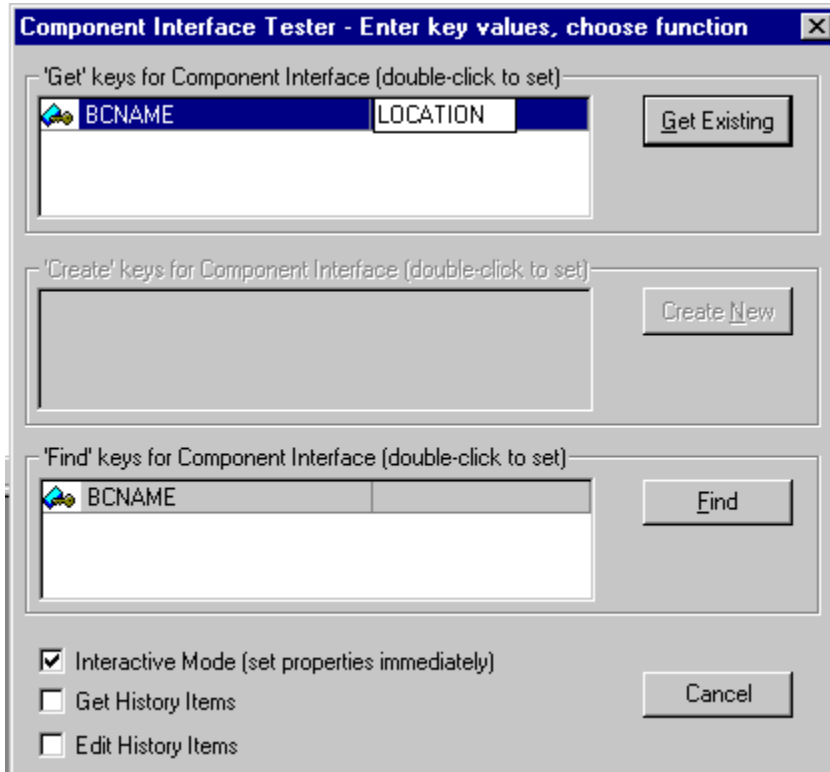 Component Interface Tester - Enter key values, choose function
'Get' keys for Component Interface (double-click to set)
BCNAME LOCATION
Get Existing
'Create' keys for Component Interface (double-click to set)
Create New
'Find' keys for Component Interface (double-click to set)
BCNAME
Find
Interactive Mode (set properties immediately)
Get History Items
Cancel
Edit History Items